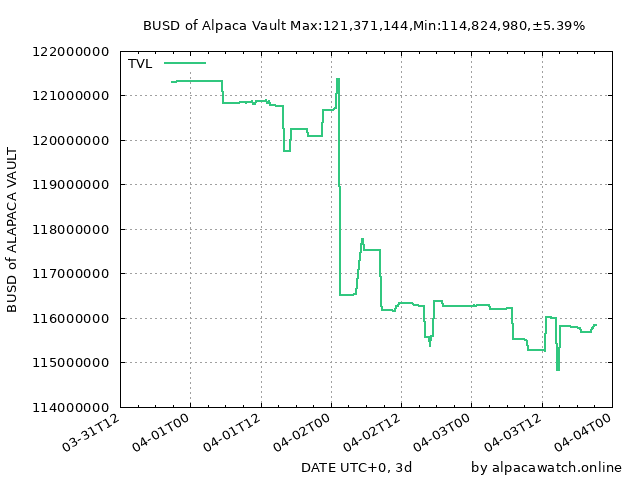 BUSD of Alpaca Vault Max:121,371,144,Min:114,824,980,±5.39%
122000000
TVL
121000000
120000000
119000000
118000000
117000000
116000000
115000000
114000000
BUSD of ALAPACA VAULT
03-31T12
04-01T00
04-01T12
04-02T00
04-02T12
04-03T00
04-03T12
04-04T00
DATE UTC+0, 3d
by alpacawatch.online